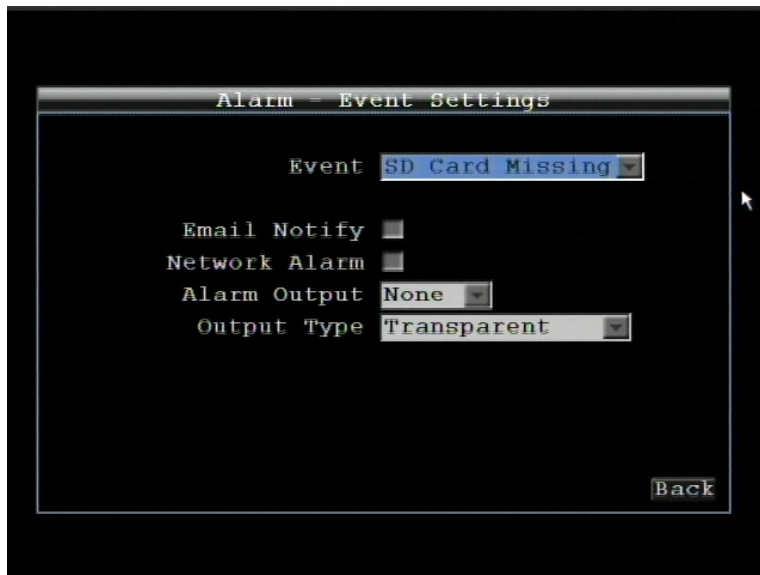 Alarm - Event Settings
Event SD Card Missing
Email Notify
Network Alarm
Alarm Output None
Output Type Transparent
Back